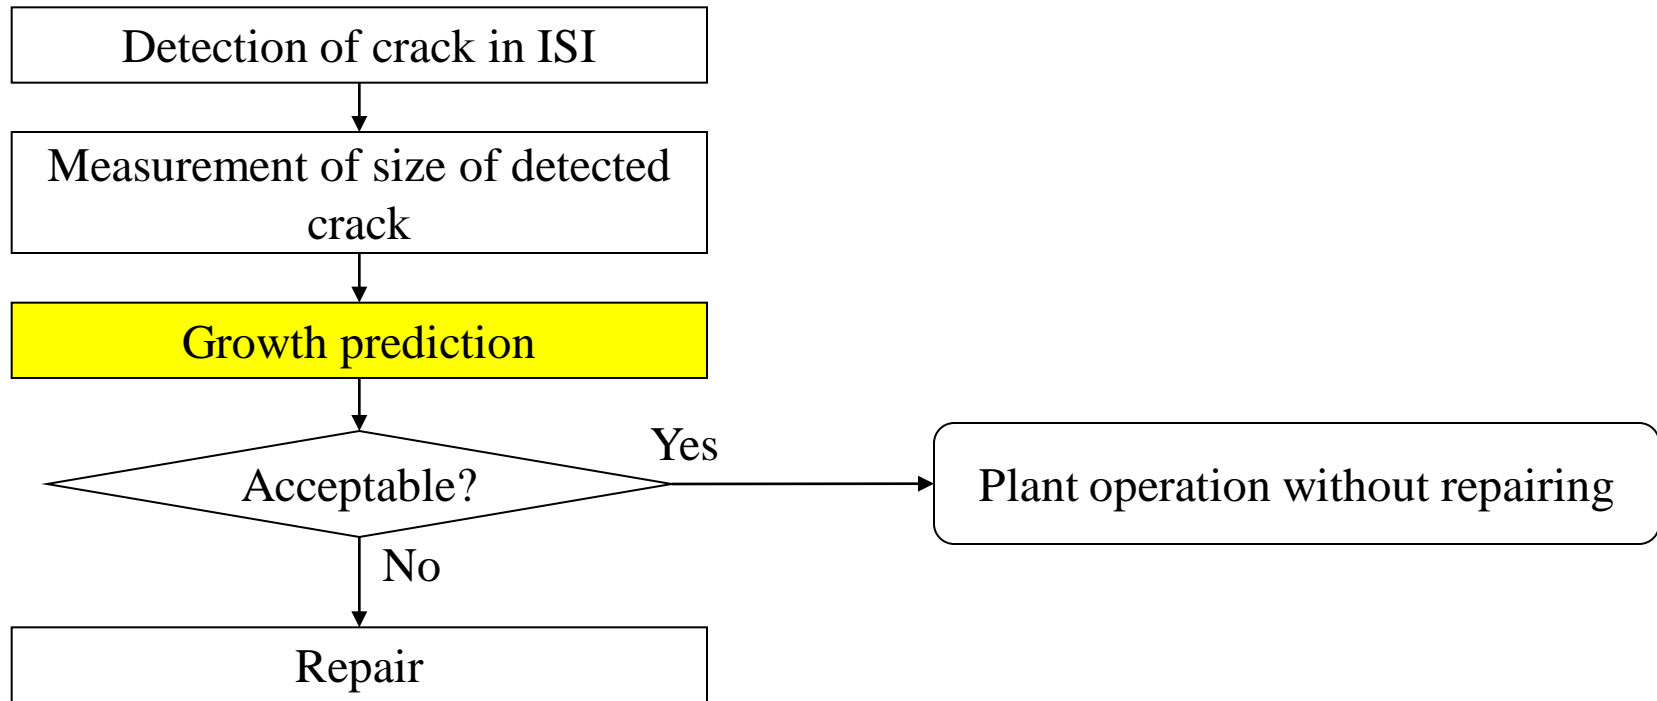 Detection of crack in ISI
Measurement of size of detected
crack
Growth prediction
Yes
Acceptable?
Plant operation without repairing
No
Repair